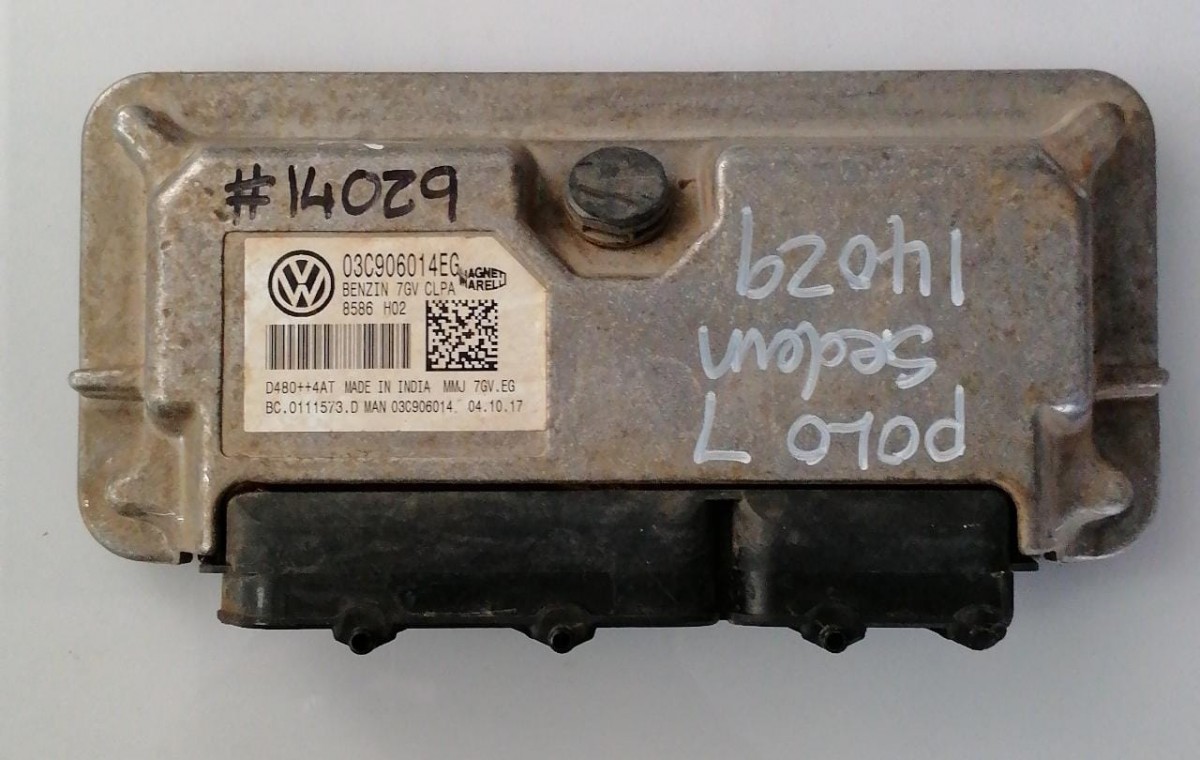 #14029
03C906014EG
BENZIN 7GV CLPA
MAGNETI
MARELLI
8586 H02
D480++4AT MADE IN INDIA MMJ 7GV.EG
BC.0111573.D MAN 03C906014 04.10.17
POLO 7
Sedan
14029